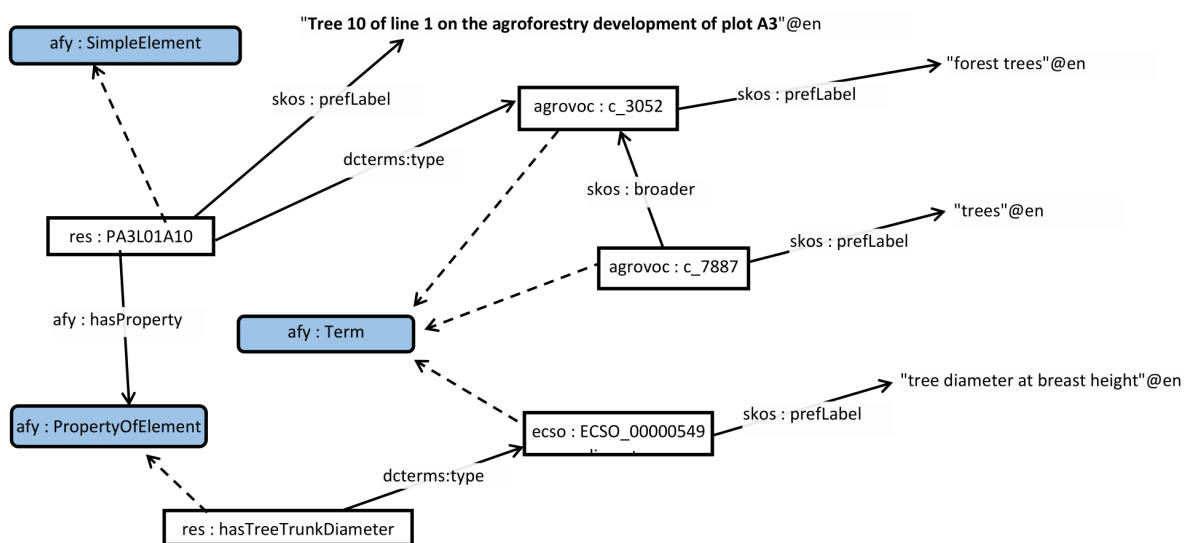 "Tree 10 of line 1 on the agroforestry development of plot A3"@en
afy : SimpleElement
"forest trees"@en
skos : prefLabel
skos : prefLabel
agrovoc : c_3052
dcterms:type
skos : broader
"trees"@en
res : PA3L01A10
skos : prefLabel
agrovoc : c_7887
afy : hasProperty
afy : Term
"tree diameter at breast height"@en
skos : prefLabel
afy : PropertyOfElement
ecso : ECSO_00000549
dcterms:type
res : hasTreeTrunkDiameter